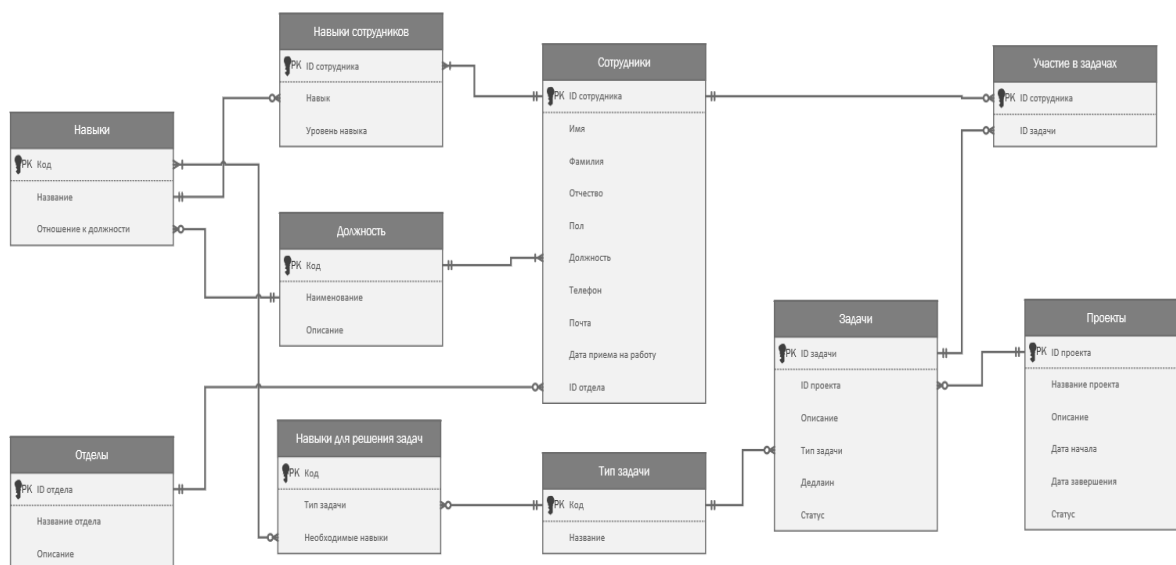 Навыки сотрудников
PK ID сотрудника
Навык
Уровень навыка
Сотрудники
PK ID сотрудника
Имя
Фамилия
Отчество
Пол
Должность
Телефон
Почта
Дата приема на работу
ID отдела
Участие в задачах
PK ID сотрудника
ID задачи
Навыки
PK Код
Название
Отношение к должности
Должность
PK Код
Наименование
Описание
Задачи
PK ID задачи
ID проекта
Описание
Тип задачи
Дедлаин
Статус
Проекты
PK ID проекта
Название проекта
Описание
Дата начала
Дата завершения
Статус
Отделы
PK ID отдела
Название отдела
Описание
Навыки для решения задач
PK Код
Тип задачи
Необходимые навыки
Тип задачи
PK Код
Название